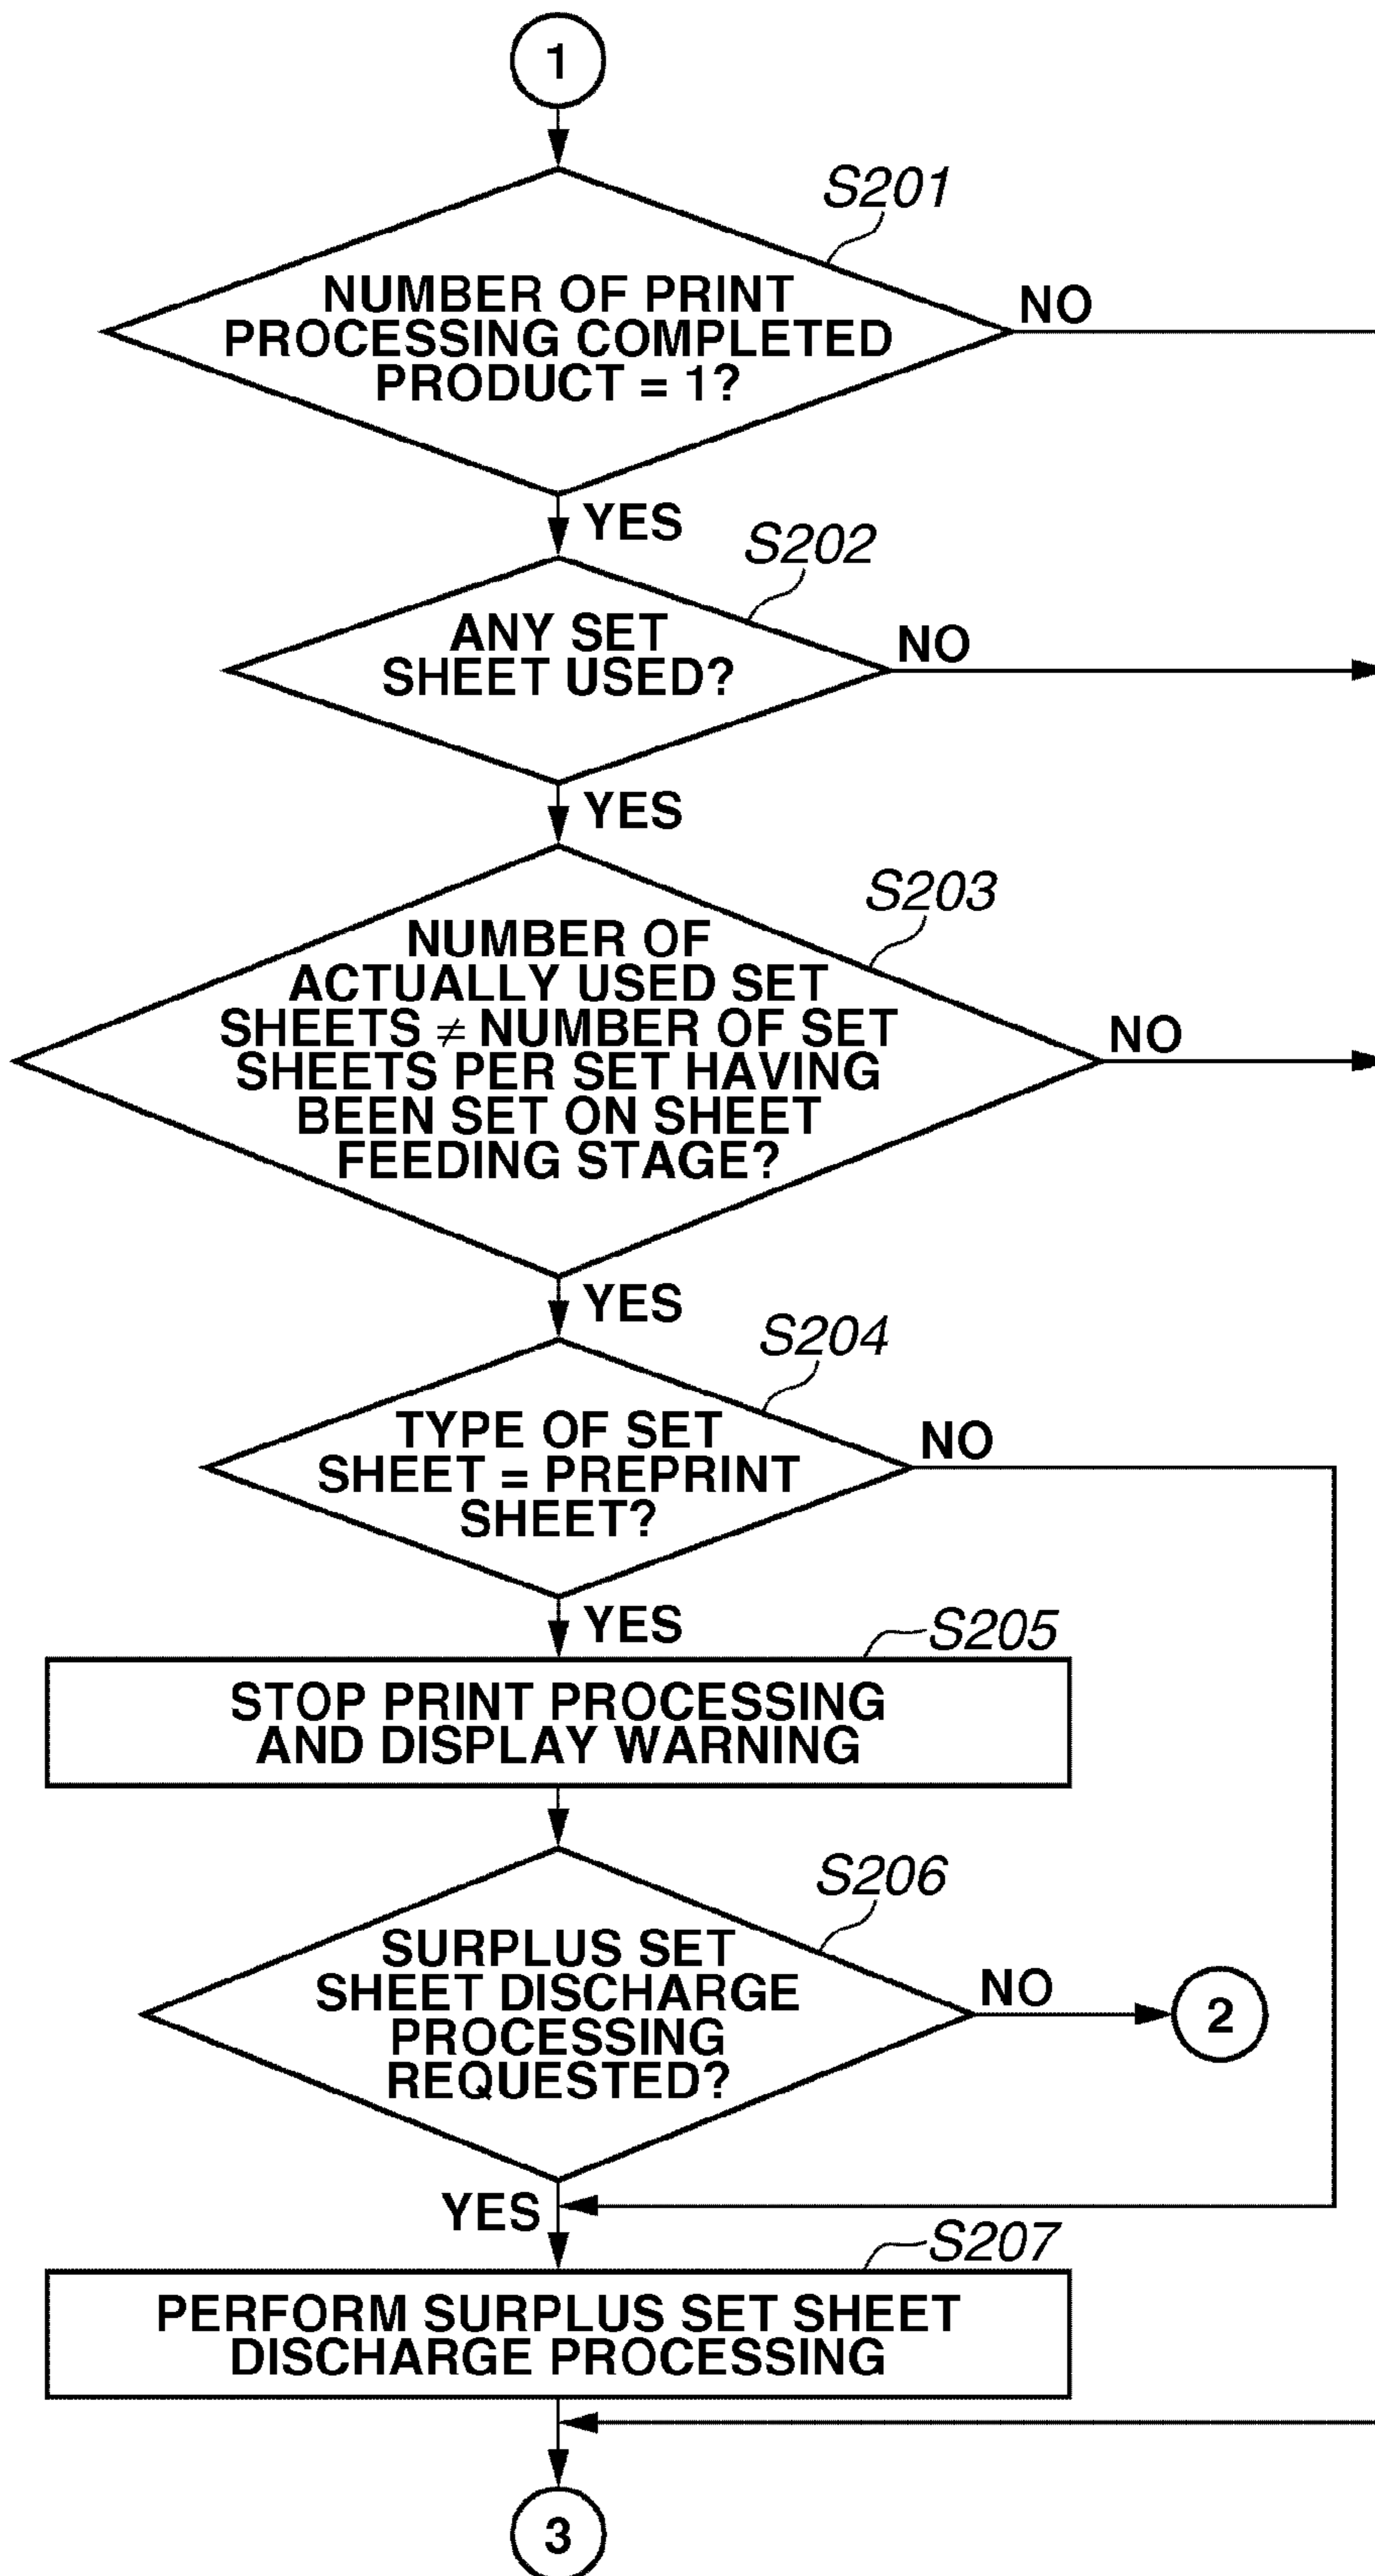 1
S201
NUMBER OF PRINT
PROCESSING COMPLETED
PRODUCT = 1?
NO
YES
S202
ANY SET
SHEET USED?
NO
YES
S203
NUMBER OF
ACTUALLY USED SET
SHEETS ≠ NUMBER OF SET
SHEETS PER SET HAVING
BEEN SET ON SHEET
FEEDING STAGE?
NO
YES
S204
TYPE OF SET
SHEET = PREPRINT
SHEET?
NO
YES
S205
STOP PRINT PROCESSING
AND DISPLAY WARNING
S206
SURPLUS SET
SHEET DISCHARGE
PROCESSING
REQUESTED?
NO
2
YES
S207
PERFORM SURPLUS SET SHEET
DISCHARGE PROCESSING
3